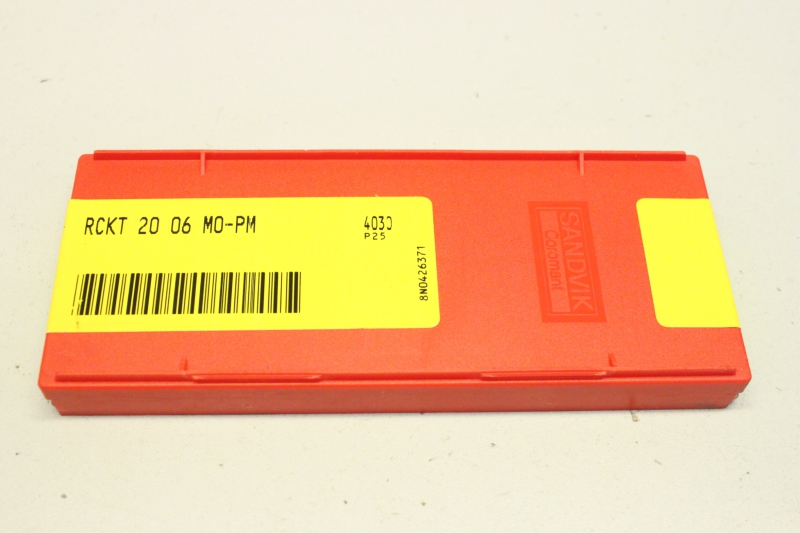 RCKT 20 06 MO-PM
4030
P25
8N0426371
SANDVIK
Coromant